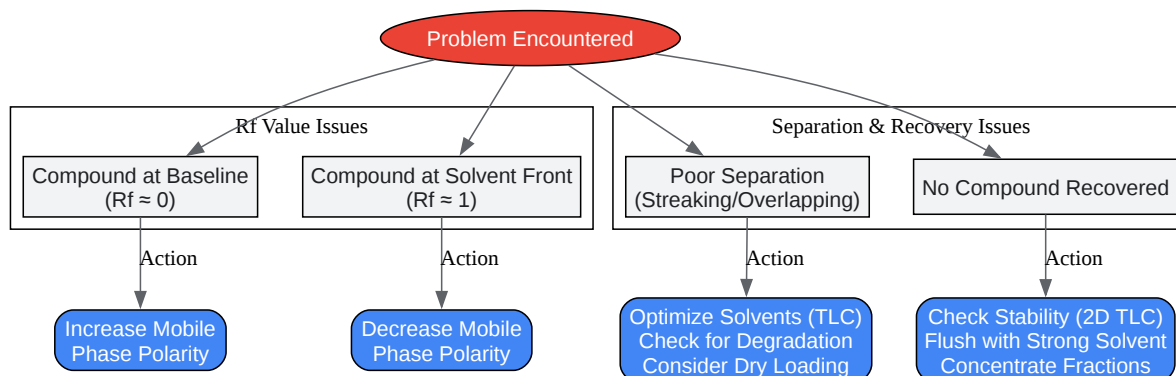 Problem Encountered
Rf Value Issues
Separation & Recovery Issues
Compound at Baseline
(Rf ≈ 0)
Compound at Solvent Front
(Rf ≈ 1)
Poor Separation
(Streaking/Overlapping)
No Compound Recovered
Action
Action
Action
Action
Increase Mobile
Phase Polarity
Decrease Mobile
Phase Polarity
Optimize Solvents (TLC)
Check for Degradation
Consider Dry Loading
Check Stability (2D TLC)
Flush with Strong Solvent
Concentrate Fractions